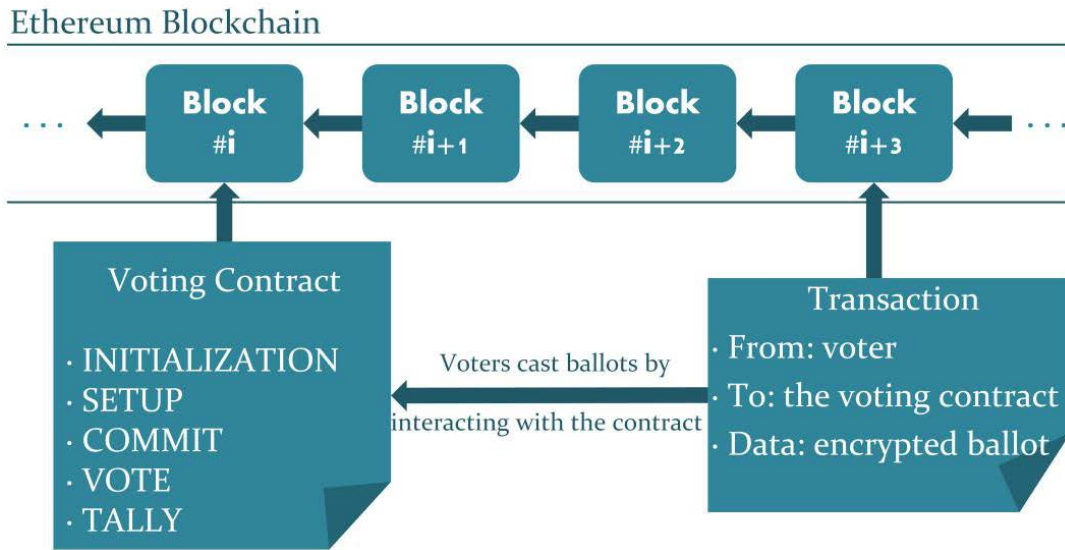 Ethereum Blockchain
. . .
Block
#i
Block
#i+1
Block
#i+2
Block
#i+3
. . .
Voting Contract
· INITIALIZATION
· SETUP
· COMMIT
· VOTE
· TALLY
Voters cast ballots by
interacting with the contract
Transaction
· From: voter
· To: the voting contract
· Data: encrypted ballot